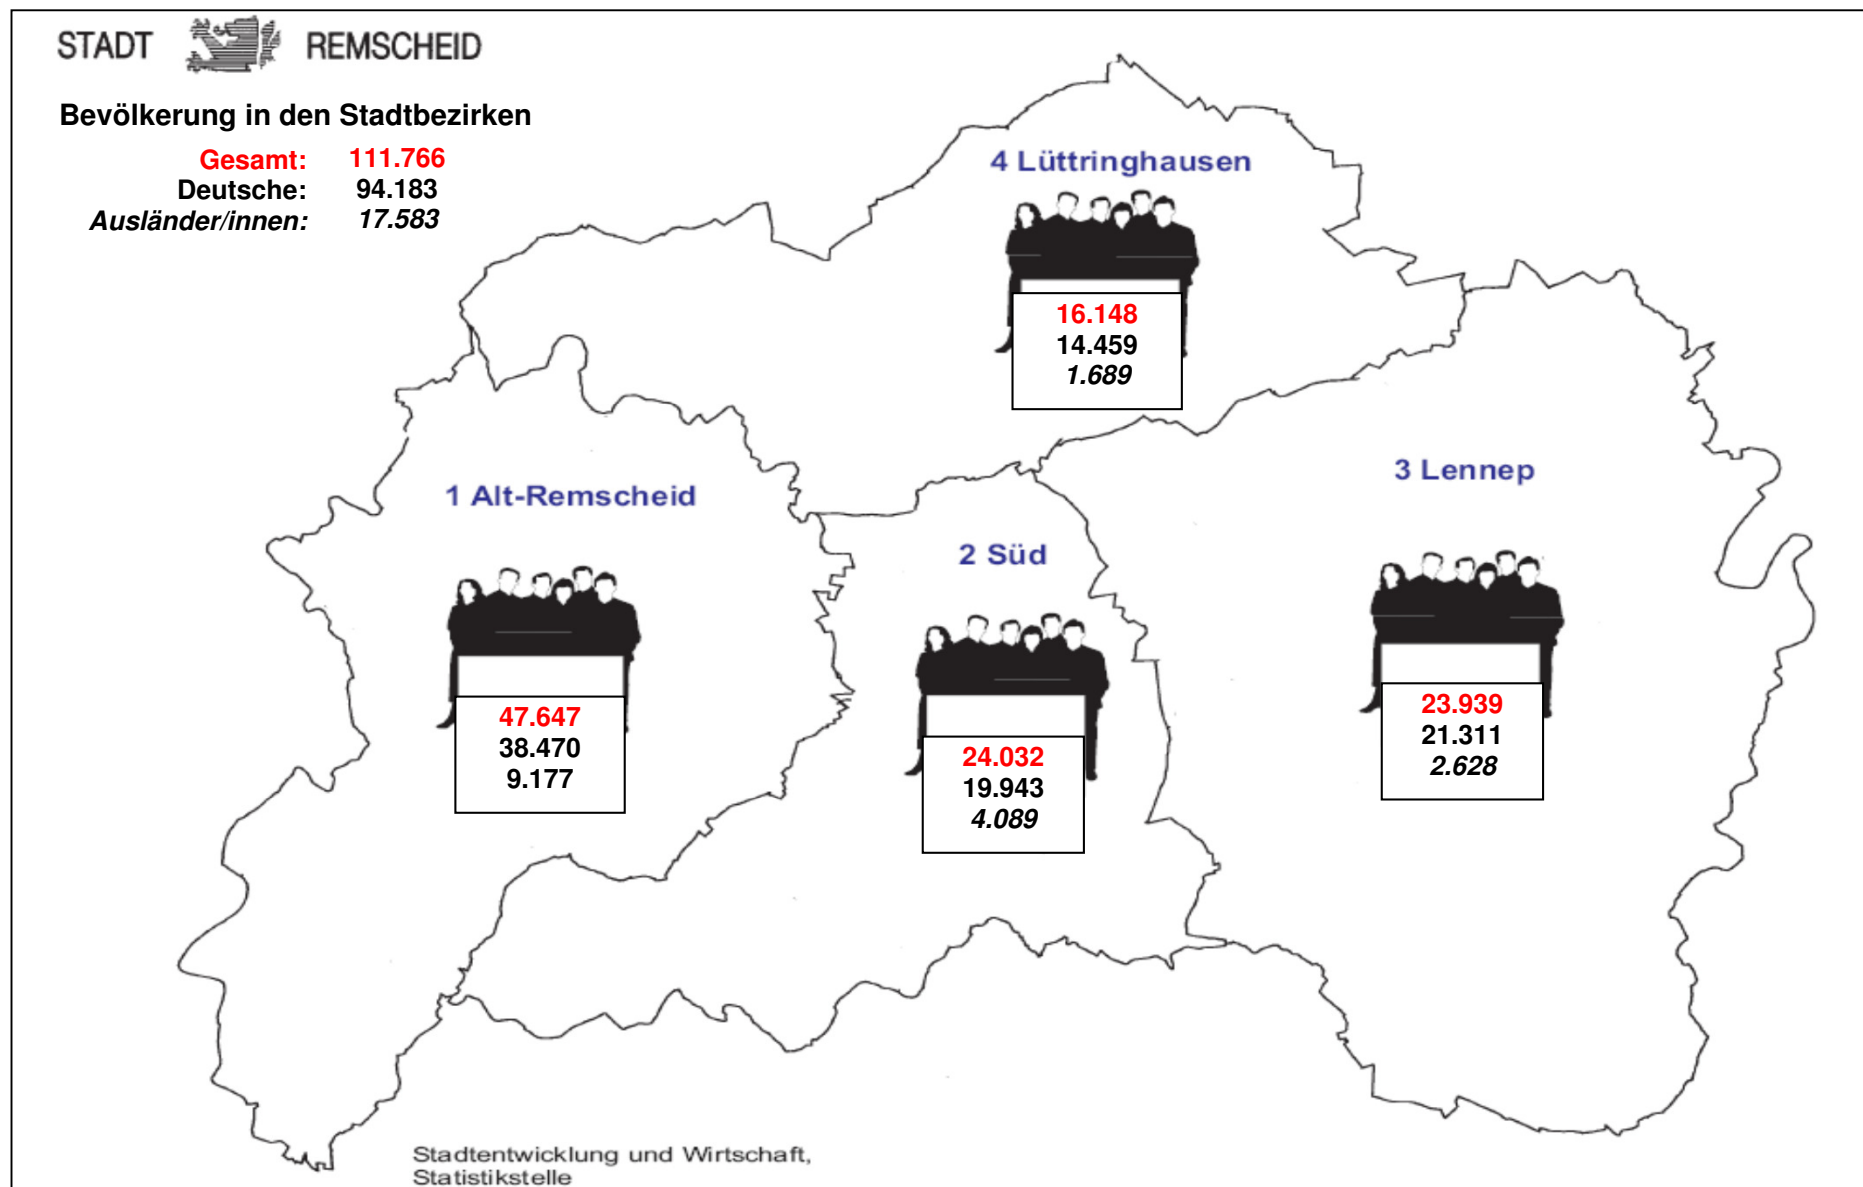 STADT REMSCHEID
Bevölkerung in den Stadtbezirken
Gesamt: 111.766
Deutsche: 94.183
Ausländer/innen: 17.583
4 Lüttringhausen
16.148
14.459
1.689
1 Alt-Remscheid
47.647
38.470
9.177
2 Süd
24.032
19.943
4.089
3 Lennep
23.939
21.311
2.628
Stadtentwicklung und Wirtschaft,
Statistikstelle